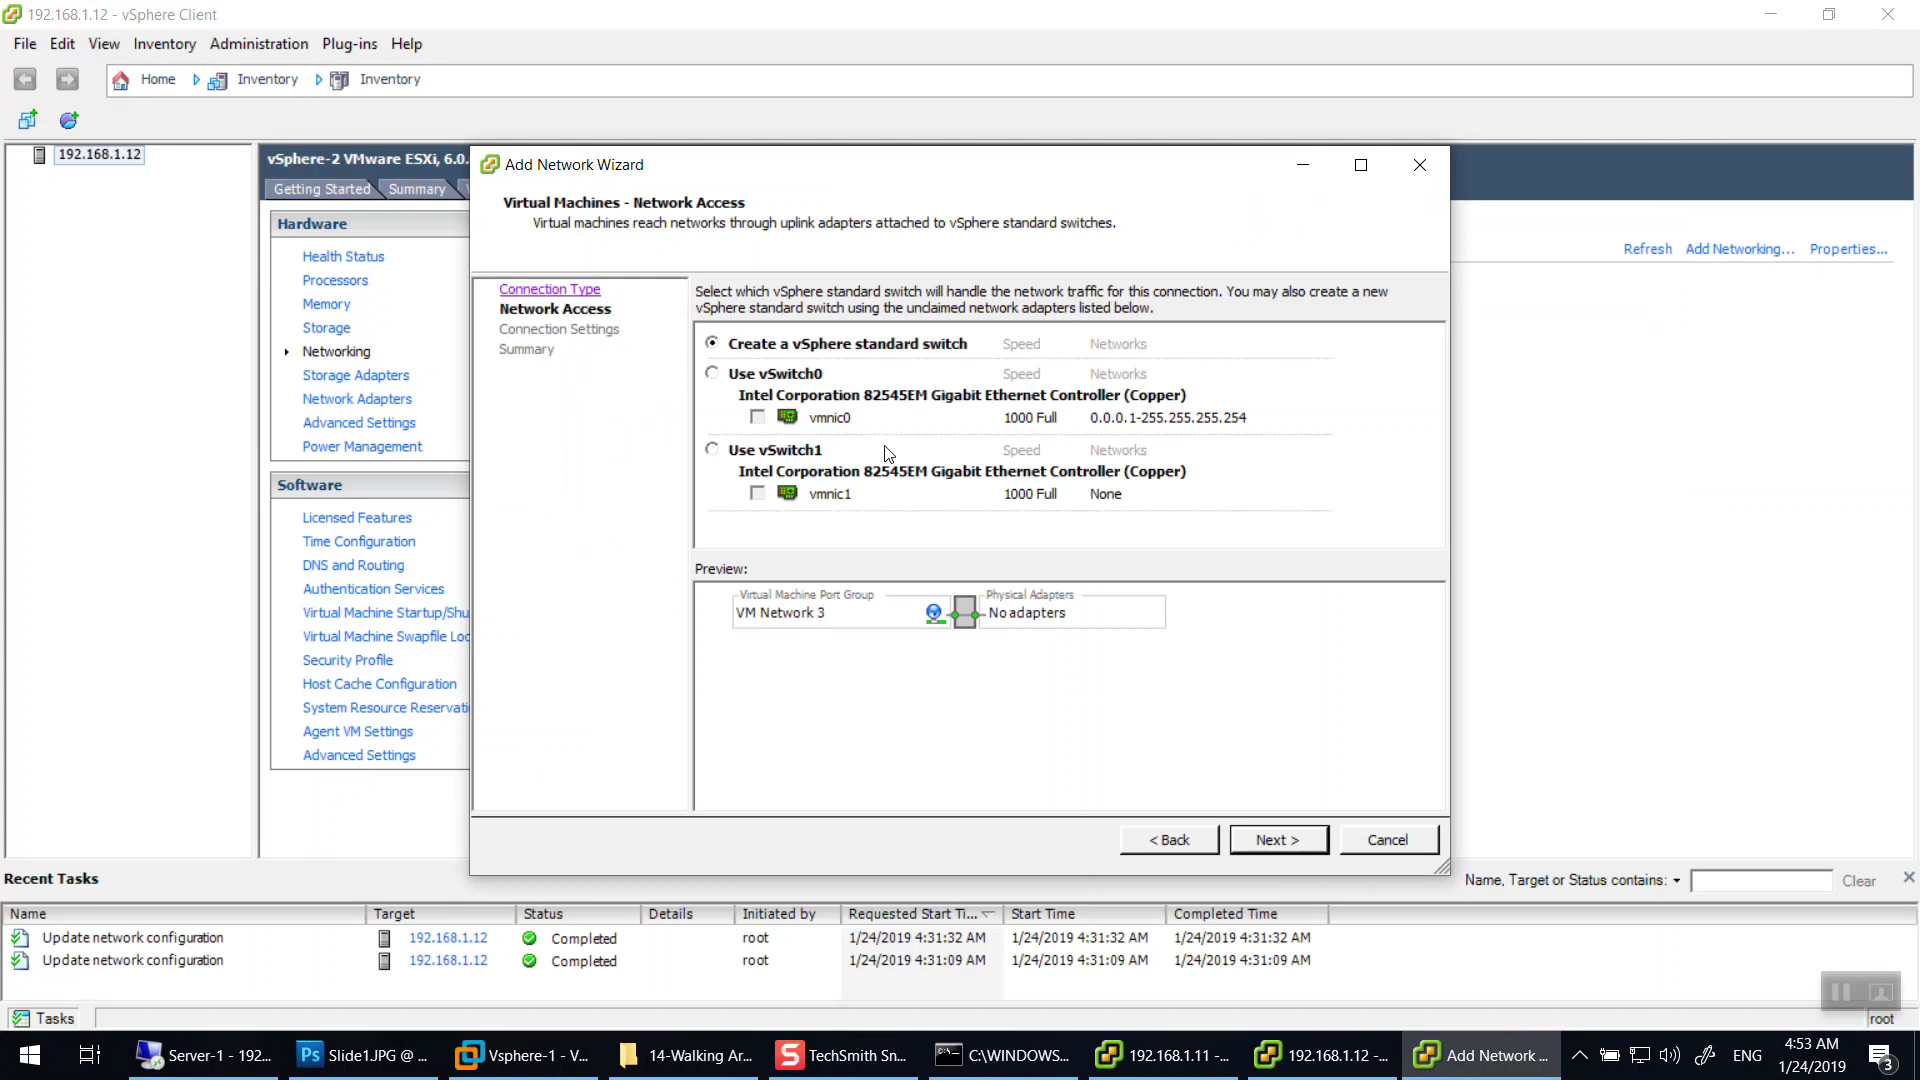 192.168.1.12 - vSphere Client
File Edit View Inventory Administration Plug-ins Help
Home Inventory Inventory
192.168.1.12
vSphere-2 VMware ESXi, 6.0.
Getting Started Summary
Hardware
Health Status
Processors
Memory
Storage
Networking
Storage Adapters
Network Adapters
Advanced Settings
Power Management
Software
Licensed Features
Time Configuration
DNS and Routing
Authentication Services
Virtual Machine Startup/Shu
Virtual Machine Swapfile Loc
Security Profile
Host Cache Configuration
System Resource Reservati
Agent VM Settings
Advanced Settings
Refresh Add Networking... Properties...
Add Network Wizard
Virtual Machines - Network Access
Virtual machines reach networks through uplink adapters attached to vSphere standard switches.
Connection Type
Network Access
Connection Settings
Summary
Select which vSphere standard switch will handle the network traffic for this connection. You may also create a new
vSphere standard switch using the unclaimed network adapters listed below.
Create a vSphere standard switch Speed Networks
Use vSwitch0 Speed Networks
Intel Corporation 82545EM Gigabit Ethernet Controller (Copper)
vmnic0 1000 Full 0.0.0.1-255.255.255.254
Use vSwitch1 Speed Networks
Intel Corporation 82545EM Gigabit Ethernet Controller (Copper)
vmnic1 1000 Full None
Preview:
Virtual Machine Port Group Physical Adapters
VM Network 3 No adapters
< Back Next > Cancel
Recent Tasks
Name, Target or Status contains: Clear
Name Target Status Details Initiated by Requested Start Ti... Start Time Completed Time
Update network configuration 192.168.1.12 Completed root 1/24/2019 4:31:32 AM 1/24/2019 4:31:32 AM 1/24/2019 4:31:32 AM
Update network configuration 192.168.1.12 Completed root 1/24/2019 4:31:09 AM 1/24/2019 4:31:09 AM 1/24/2019 4:31:09 AM
Tasks root
Server-1 - 192... Ps Slide1.JPG @ ... Vsphere-1 - V... 14-Walking Ar... S TechSmith Sn... C:\WINDOWS... 192.168.1.11 -... 192.168.1.12 -... Add Network ... ENG 4:53 AM
1/24/2019 3